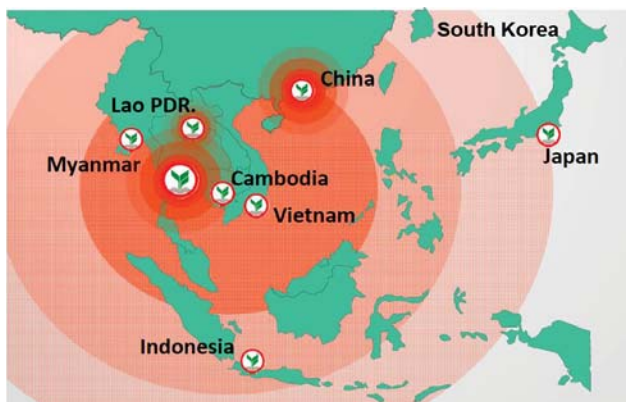 South Korea
China
Lao PDR.
Myanmar
Japan
Cambodia
Vietnam
Indonesia